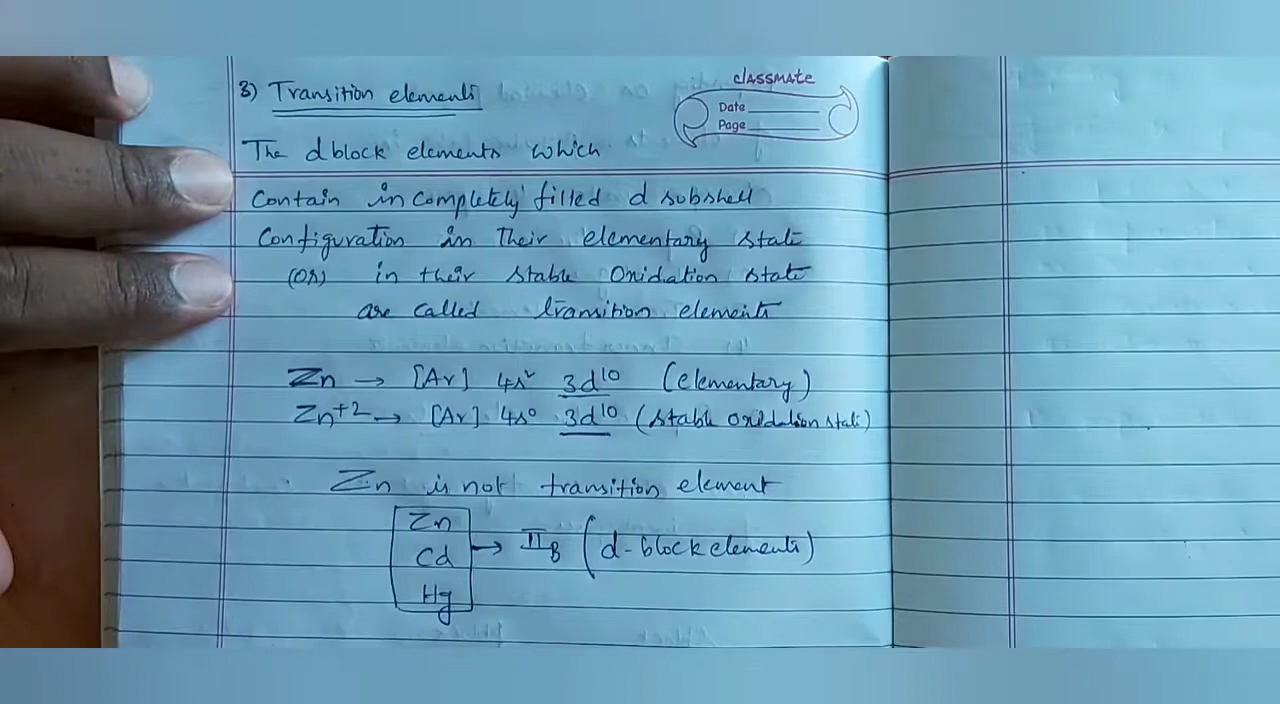 3) Transition elements
classmate
Date
Page
The d block elements which
Contain incompletely filled d subshell
Configuration in Their elementary state
(OR) in their stable Oxidation state
are called transition elements
Zn → [Ar] 4s² 3d¹⁰ (elementary)
Zn⁺² → [Ar] 4s⁰ 3d¹⁰ (stable oxidation state)
Zn is not transition element
Zn
Cd → II_B (d-block elements)
Hg